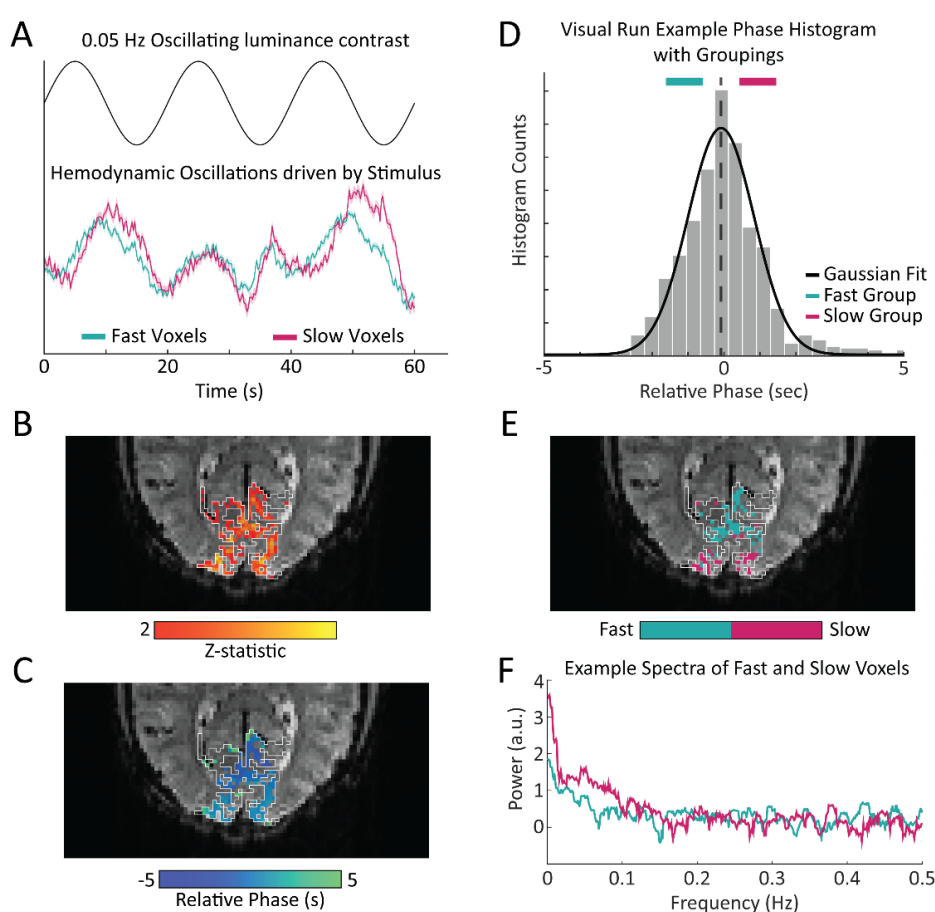 A
0.05 Hz Oscillating luminance contrast
Hemodynamic Oscillations driven by Stimulus
Fast Voxels
Slow Voxels
0 20 40 60
Time (s)
B
2
Z-statistic
C
-5 5
Relative Phase (s)
D
Visual Run Example Phase Histogram
with Groupings
Histogram Counts
Gaussian Fit
Fast Group
Slow Group
-5 0 5
Relative Phase (sec)
E
Fast Slow
F
Example Spectra of Fast and Slow Voxels
Power (a.u.)
4
3
2
1
0
0 0.1 0.2 0.3 0.4 0.5
Frequency (Hz)